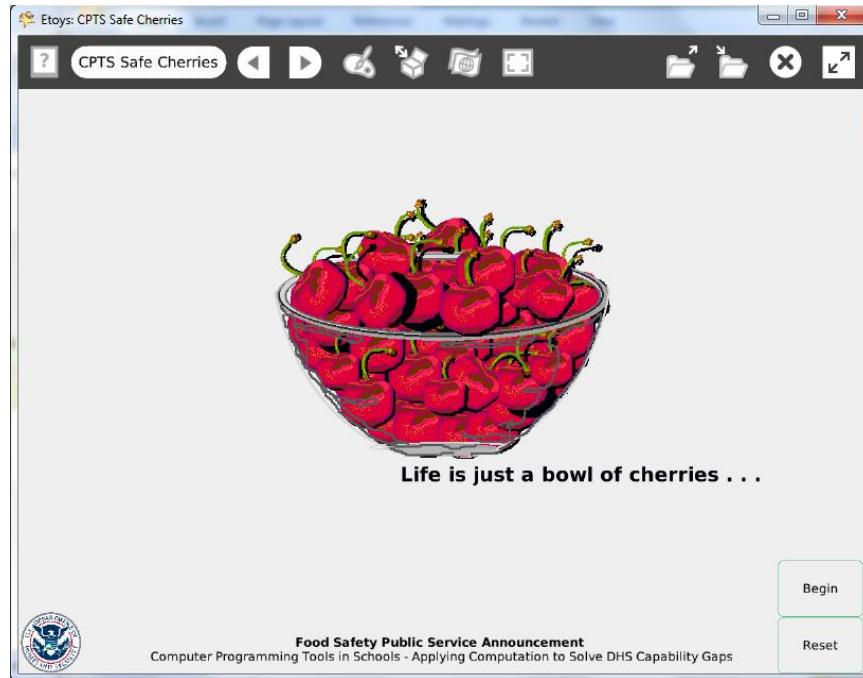 Etoys: CPTS Safe Cherries
? CPTS Safe Cherries
Life is just a bowl of cherries . . .
Begin
Reset
Food Safety Public Service Announcement
Computer Programming Tools in Schools - Applying Computation to Solve DHS Capability Gaps